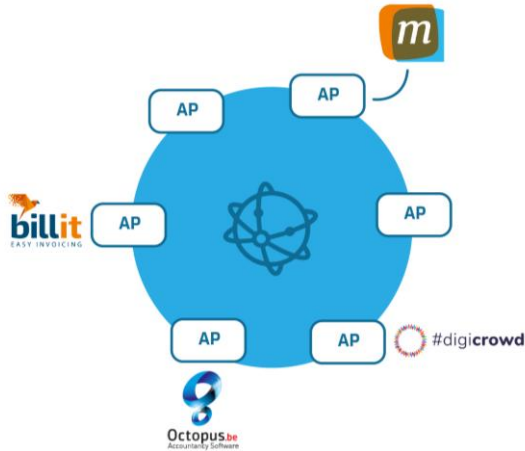 m
AP
AP
billit
EASY INVOICING
AP
AP
AP
AP
#digicrowd
Octopus.be
Accountancy Software